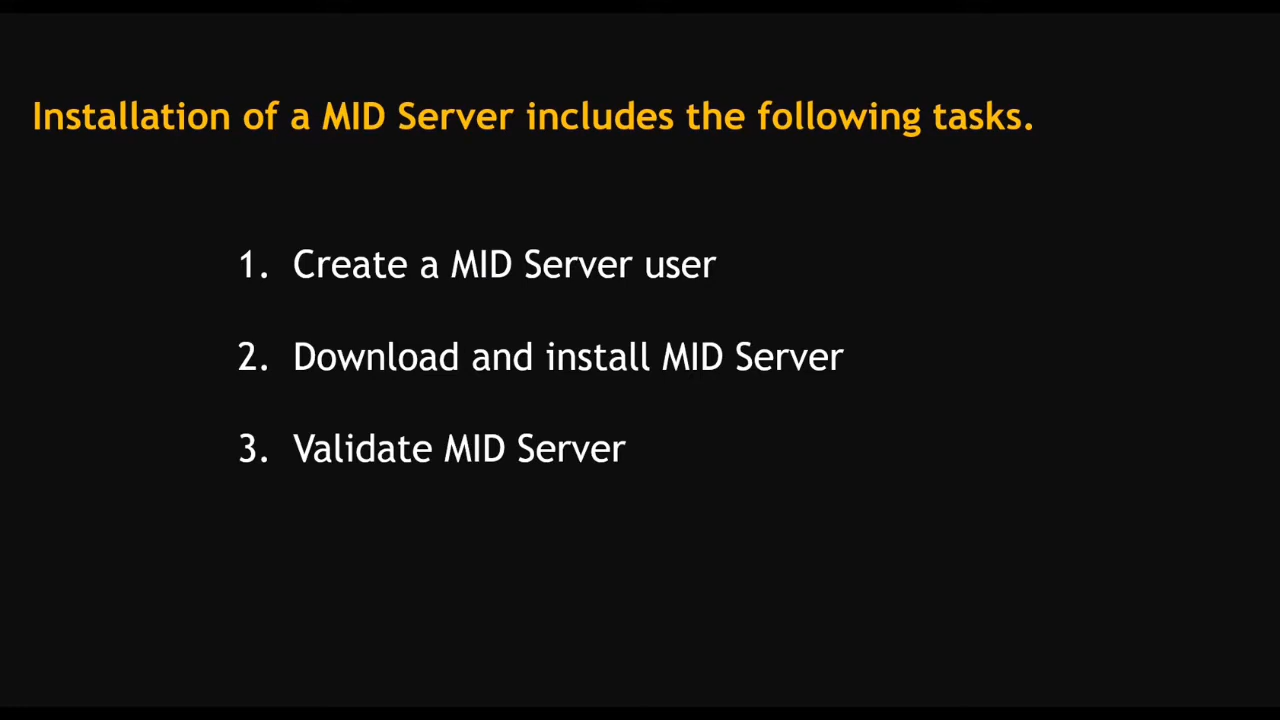 Installation of a MID Server includes the following tasks.
1. Create a MID Server user
2. Download and install MID Server
3. Validate MID Server